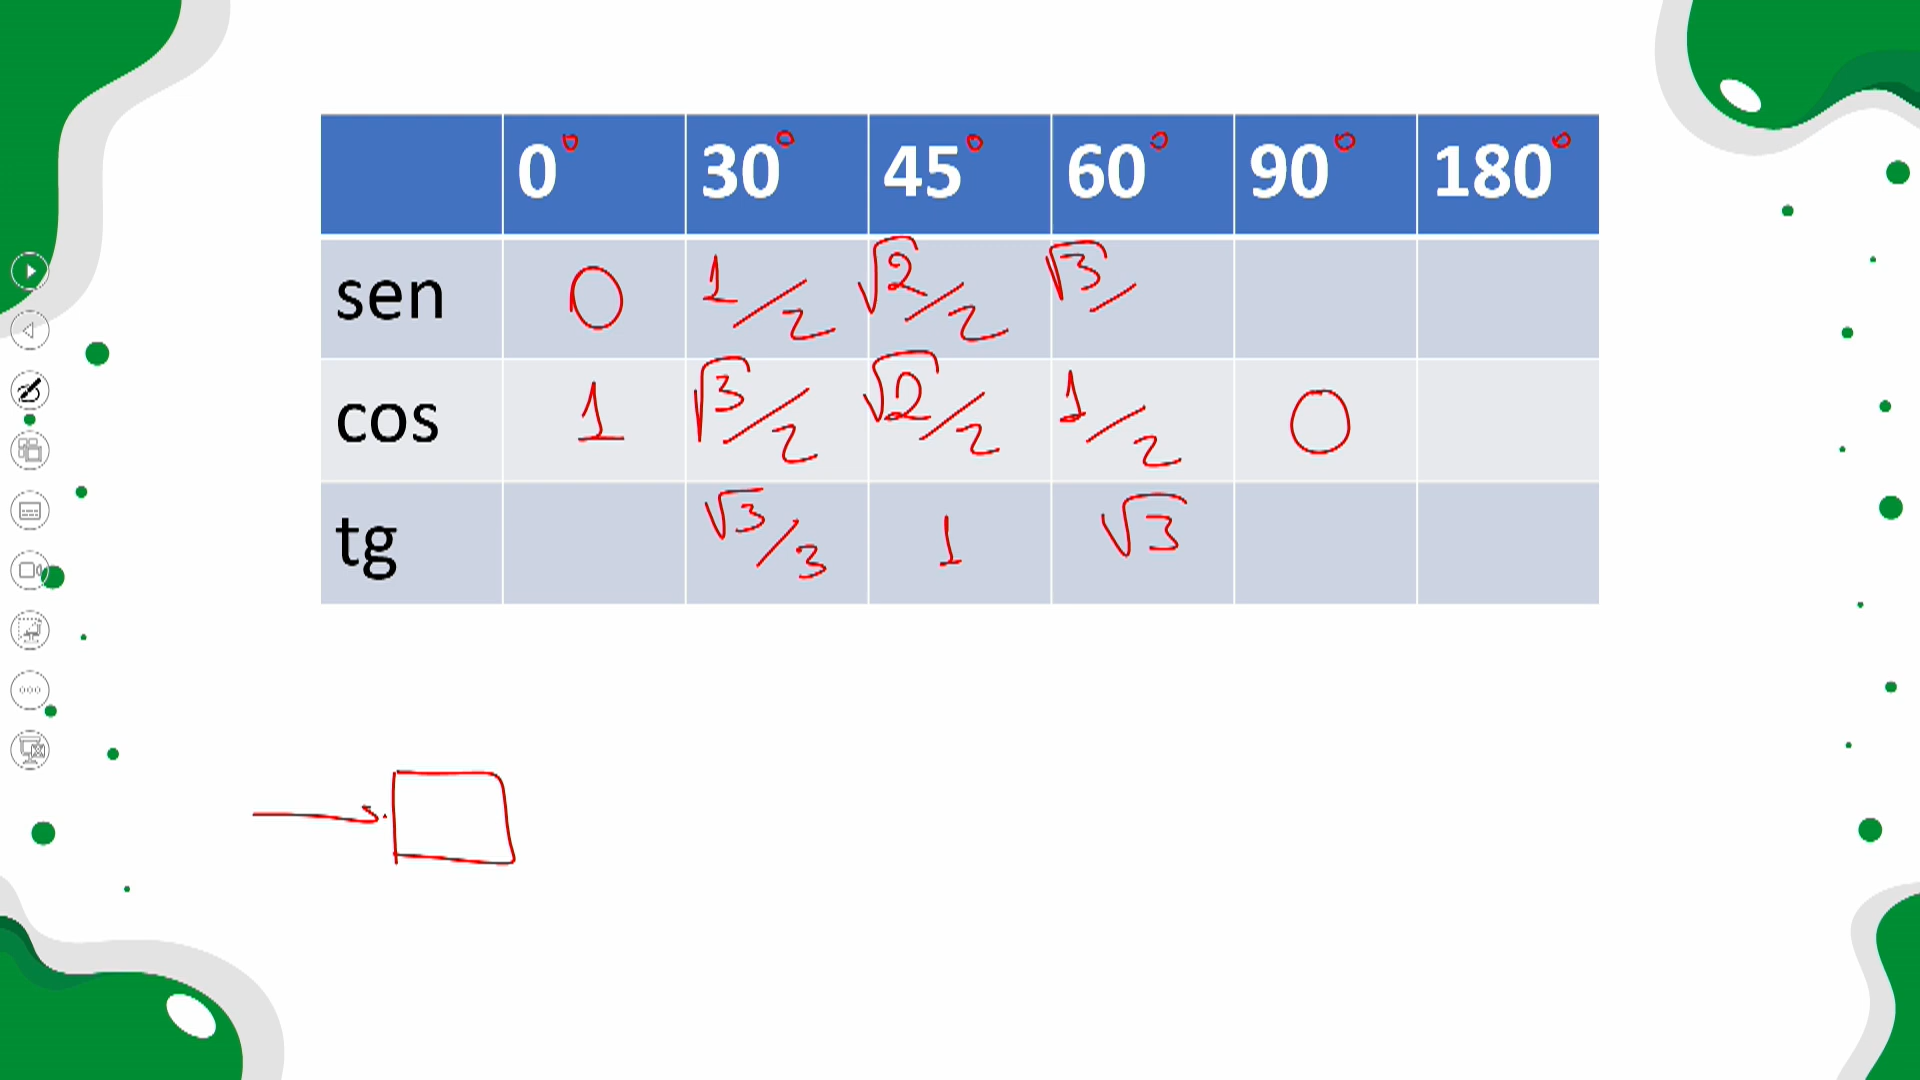 0° 30° 45° 60° 90° 180°
sen 0 1/2 √2/2 √3/
cos 1 √3/2 √2/2 1/2 0
tg √3/3 1 √3